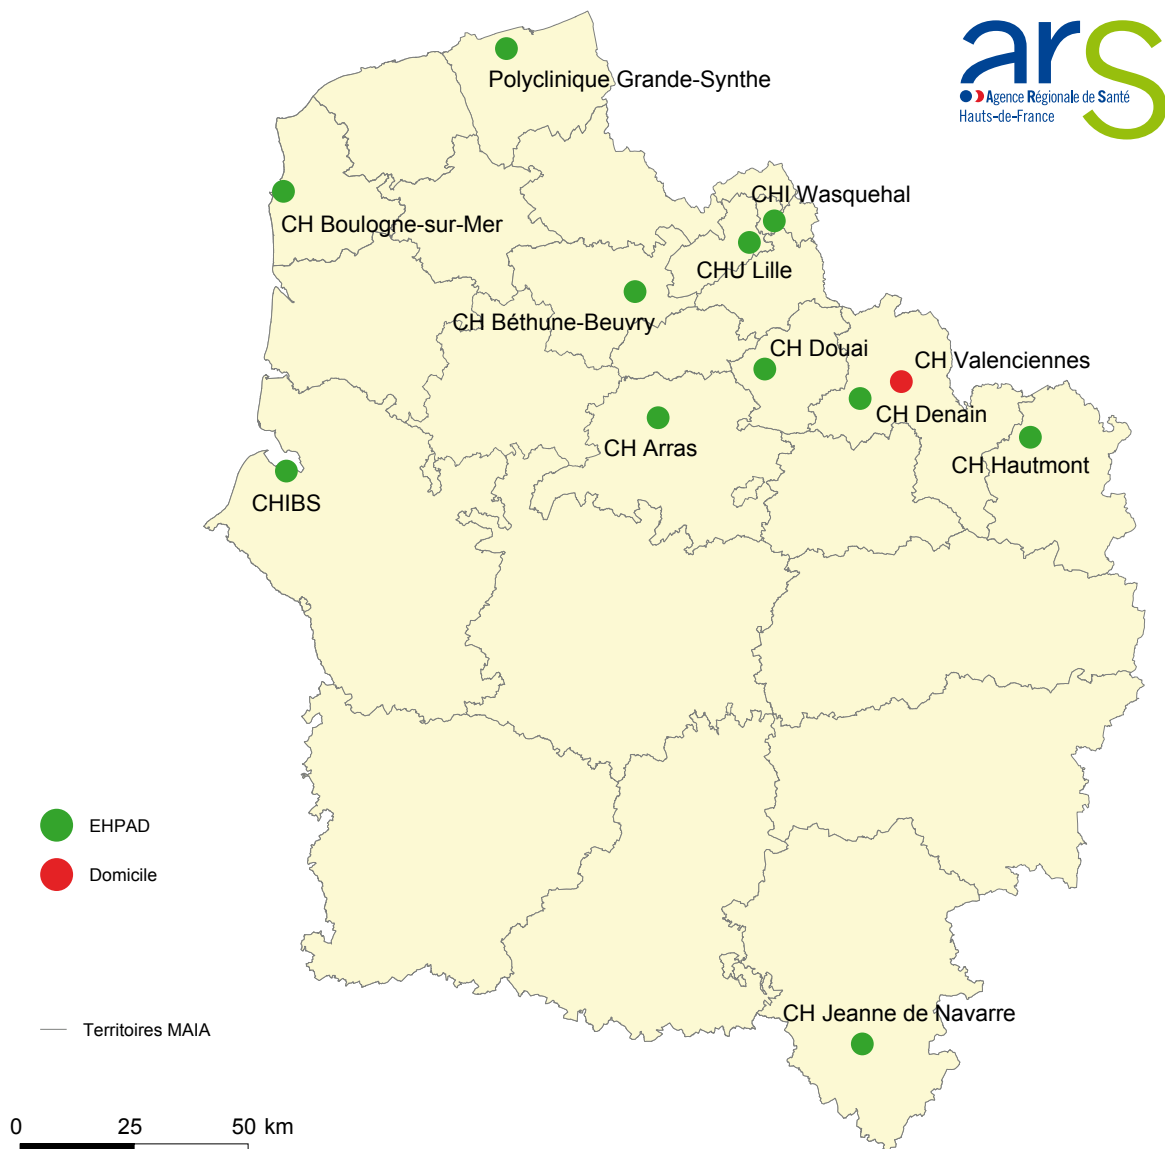 ars
Agence Régionale de Santé
Hauts-de-France
Polyclinique Grande-Synthe
CHI Wasquehal
CH Boulogne-sur-Mer
CHU Lille
CH Béthune-Beuvry
CH Douai
CH Valenciennes
CH Denain
CH Arras
CH Hautmont
CHIBS
EHPAD
Domicile
CH Jeanne de Navarre
Territoires MAIA
0 25 50 km